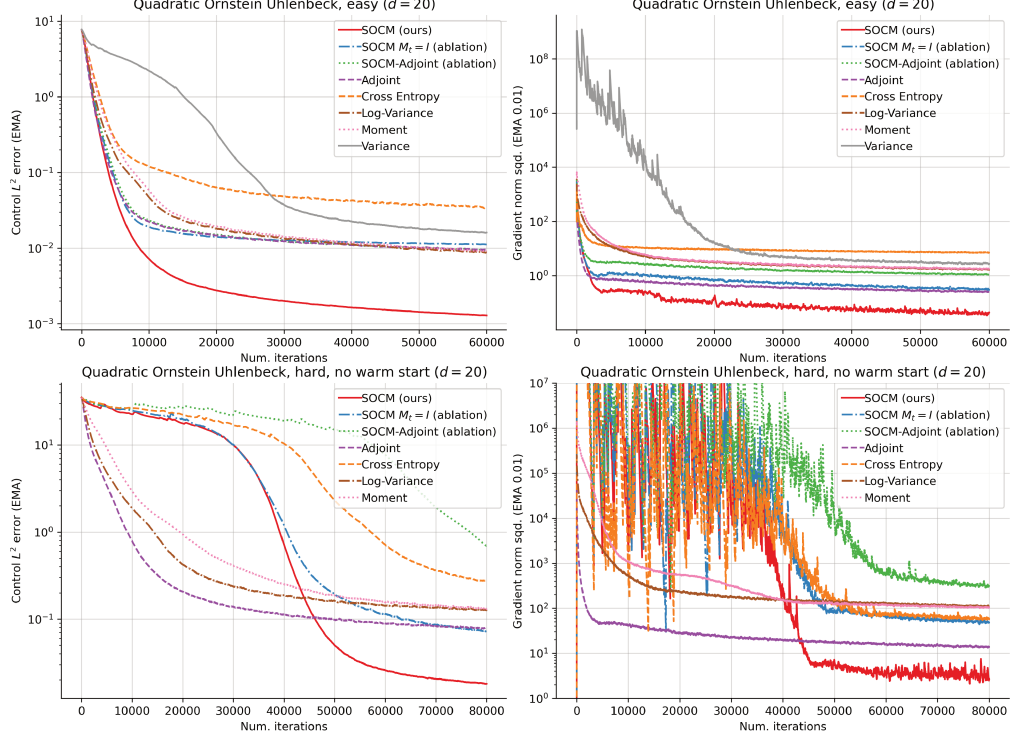 Quadratic Ornstein Uhlenbeck, easy (d = 20)
Control L² error (EMA)
10¹
10⁰
10⁻¹
10⁻²
10⁻³
SOCM (ours)
SOCM Mₜ = I (ablation)
SOCM-Adjoint (ablation)
Adjoint
Cross Entropy
Log-Variance
Moment
Variance
0 10000 20000 30000 40000 50000 60000
Num. iterations
Quadratic Ornstein Uhlenbeck, easy (d = 20)
Gradient norm sqd. (EMA 0.01)
10⁸
10⁶
10⁴
10²
10⁰
SOCM (ours)
SOCM Mₜ = I (ablation)
SOCM-Adjoint (ablation)
Adjoint
Cross Entropy
Log-Variance
Moment
Variance
0 10000 20000 30000 40000 50000 60000
Num. iterations
Quadratic Ornstein Uhlenbeck, hard, no warm start (d = 20)
Control L² error (EMA)
10¹
10⁰
10⁻¹
SOCM (ours)
SOCM Mₜ = I (ablation)
SOCM-Adjoint (ablation)
Adjoint
Cross Entropy
Log-Variance
Moment
0 10000 20000 30000 40000 50000 60000 70000 80000
Num. iterations
Quadratic Ornstein Uhlenbeck, hard, no warm start (d = 20)
Gradient norm sqd. (EMA 0.01)
10⁷
10⁶
10⁵
10⁴
10³
10²
10¹
10⁰
SOCM (ours)
SOCM Mₜ = I (ablation)
SOCM-Adjoint (ablation)
Adjoint
Cross Entropy
Log-Variance
Moment
0 10000 20000 30000 40000 50000 60000 70000 80000
Num. iterations